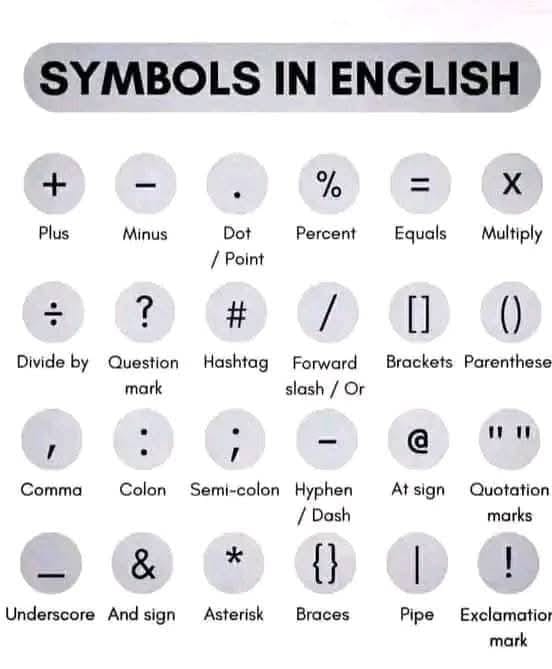 SYMBOLS IN ENGLISH
+ − . % = x
Plus Minus Dot Percent Equals Multiply
/ Point
÷ ? # / [] ()
Divide by Question Hashtag Forward Brackets Parenthese
mark slash / Or
, : ; – @ " "
Comma Colon Semi-colon Hyphen At sign Quotation
/ Dash marks
_ & * {} | !
Underscore And sign Asterisk Braces Pipe Exclamation
mark